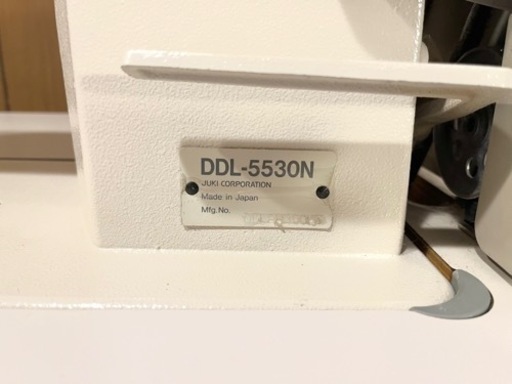 DDL-5530N
JUKI CORPORATION
Made in Japan
Mfg.No.